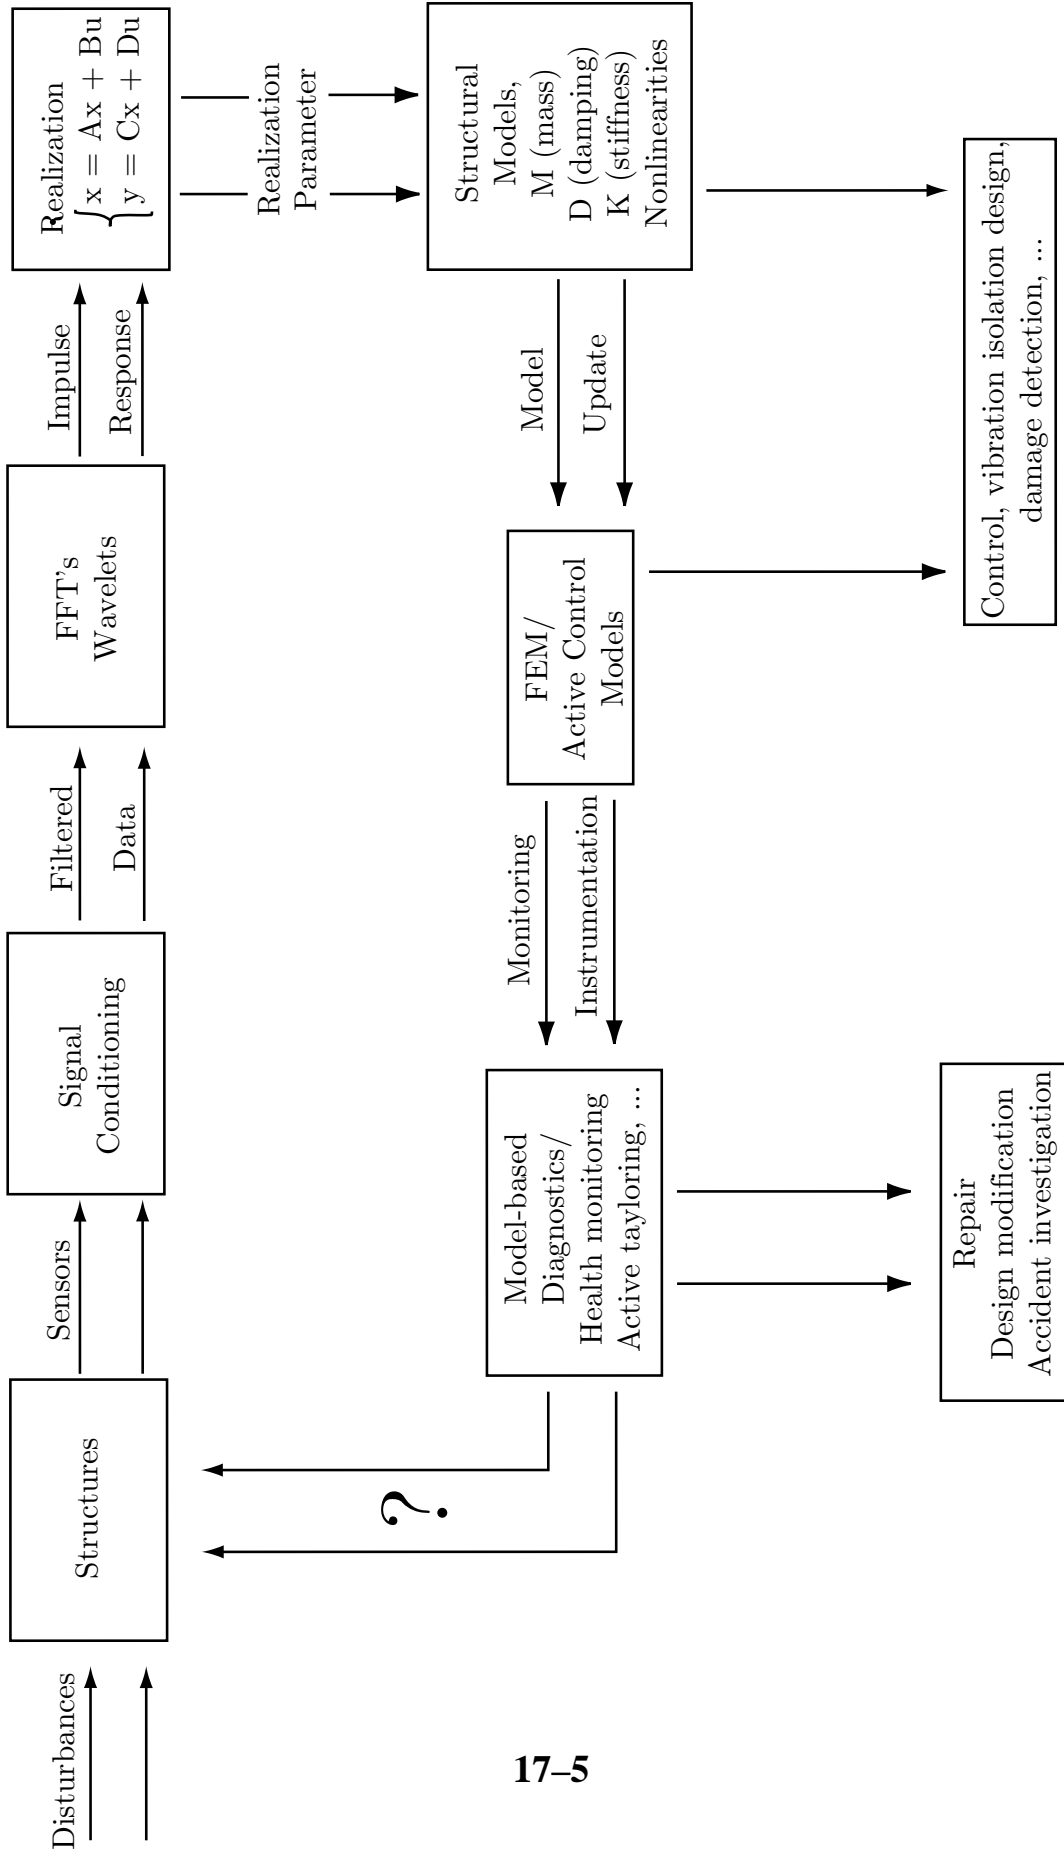 Disturbances
Structures
Sensors
Signal
Conditioning
Filtered
Data
FFT's
Wavelets
Impulse
Response
Realization
{ x = Ax + Bu
y = Cx + Du
Realization
Parameter
Structural
Models,
M (mass)
D (damping)
K (stiffness)
Nonlinearities
Model
Update
FEM/
Active Control
Models
Monitoring
Instrumentation
Model-based
Diagnostics/
Health monitoring
Active tayloring, ...
?
Control, vibration isolation design,
damage detection, ...
Repair
Design modification
Accident investigation
17–5